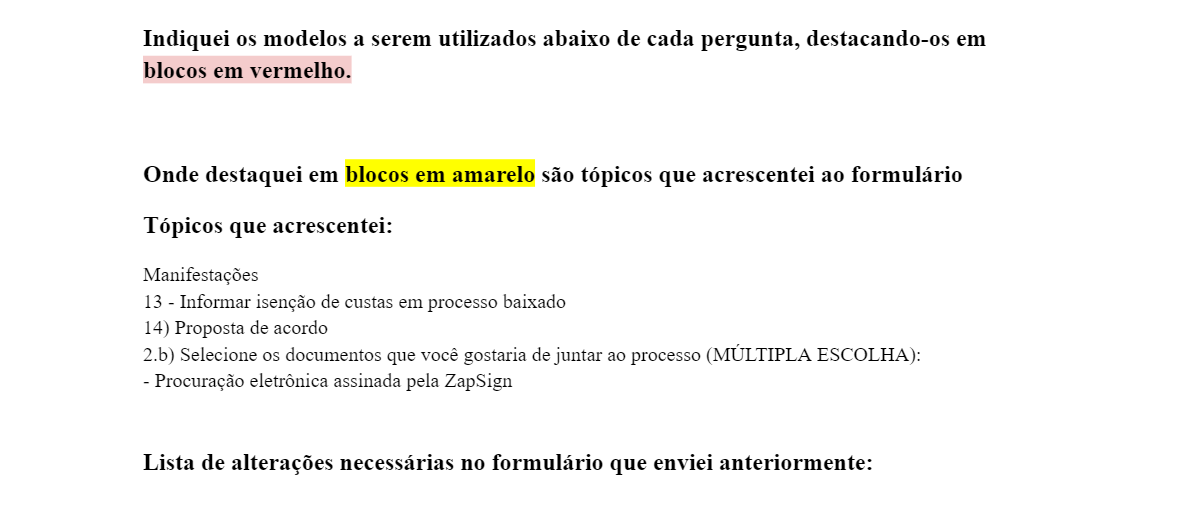 Indiquei os modelos a serem utilizados abaixo de cada pergunta, destacando-os em
blocos em vermelho.
Onde destaquei em blocos em amarelo são tópicos que acrescentei ao formulário
Tópicos que acrescentei:
Manifestações
13 - Informar isenção de custas em processo baixado
14) Proposta de acordo
2.b) Selecione os documentos que você gostaria de juntar ao processo (MÚLTIPLA ESCOLHA):
- Procuração eletrônica assinada pela ZapSign
Lista de alterações necessárias no formulário que enviei anteriormente: